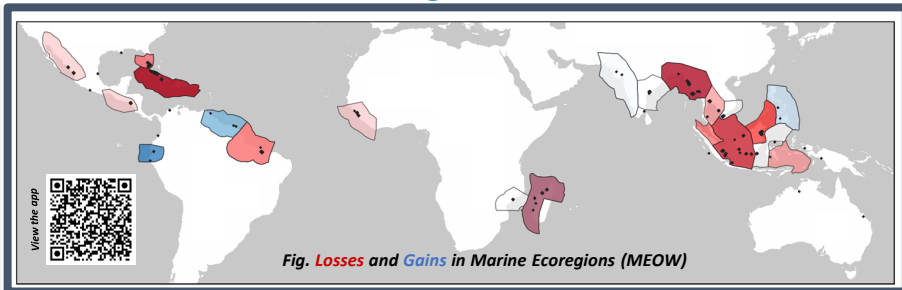 View the app
Fig. Losses and Gains in Marine Ecoregions (MEOW)